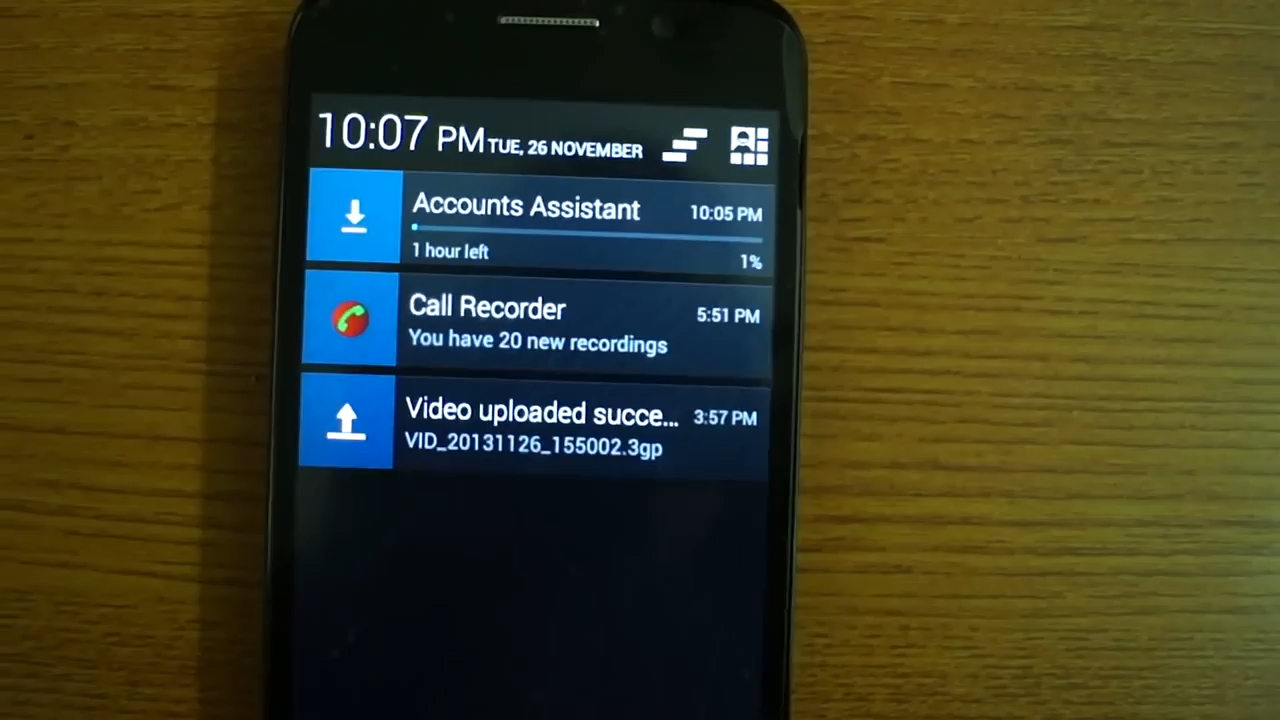 10:07 PM TUE, 26 NOVEMBER
Accounts Assistant 10:05 PM
1 hour left 1%
Call Recorder 5:51 PM
You have 20 new recordings
Video uploaded succe... 3:57 PM
VID_20131126_155002.3gp